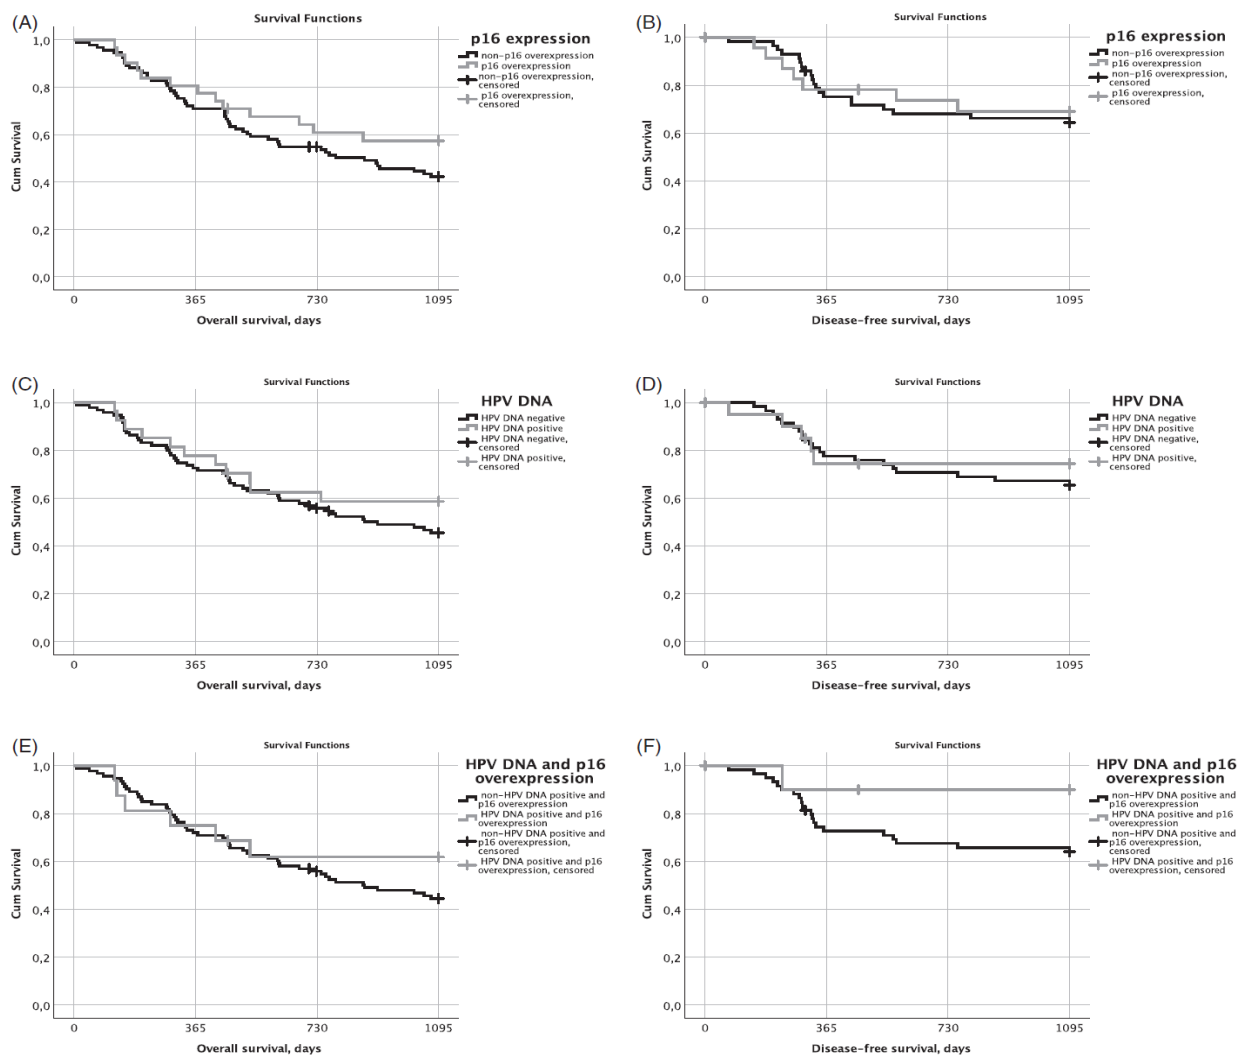 (A)
Survival Functions
p16 expression
non-p16 overexpression
p16 overexpression
non-p16 overexpression,
censored
p16 overexpression,
censored
1,0
0,8
0,6
0,4
0,2
0,0
Cum Survival
0 365 730 1095
Overall survival, days
(B)
Survival Functions
p16 expression
non-p16 overexpression
p16 overexpression
non-p16 overexpression,
censored
p16 overexpression,
censored
1,0
0,8
0,6
0,4
0,2
0,0
Cum Survival
0 365 730 1095
Disease-free survival, days
(C)
Survival Functions
HPV DNA
HPV DNA negative
HPV DNA positive
HPV DNA negative,
censored
HPV DNA positive,
censored
1,0
0,8
0,6
0,4
0,2
0,0
Cum Survival
0 365 730 1095
Overall survival, days
(D)
Survival Functions
HPV DNA
HPV DNA negative
HPV DNA positive
HPV DNA negative,
censored
HPV DNA positive,
censored
1,0
0,8
0,6
0,4
0,2
0,0
Cum Survival
0 365 730 1095
Disease-free survival, days
(E)
Survival Functions
HPV DNA and p16
overexpression
non-HPV DNA positive and
p16 overexpression
HPV DNA positive and p16
overexpression
non-HPV DNA positive and
p16 overexpression,
censored
HPV DNA positive and p16
overexpression, censored
1,0
0,8
0,6
0,4
0,2
0,0
Cum Survival
0 365 730 1095
Overall survival, days
(F)
Survival Functions
HPV DNA and p16
overexpression
non-HPV DNA positive and
p16 overexpression
HPV DNA positive and p16
overexpression
non-HPV DNA positive and
p16 overexpression,
censored
HPV DNA positive and p16
overexpression, censored
1,0
0,8
0,6
0,4
0,2
0,0
Cum Survival
0 365 730 1095
Disease-free survival, days